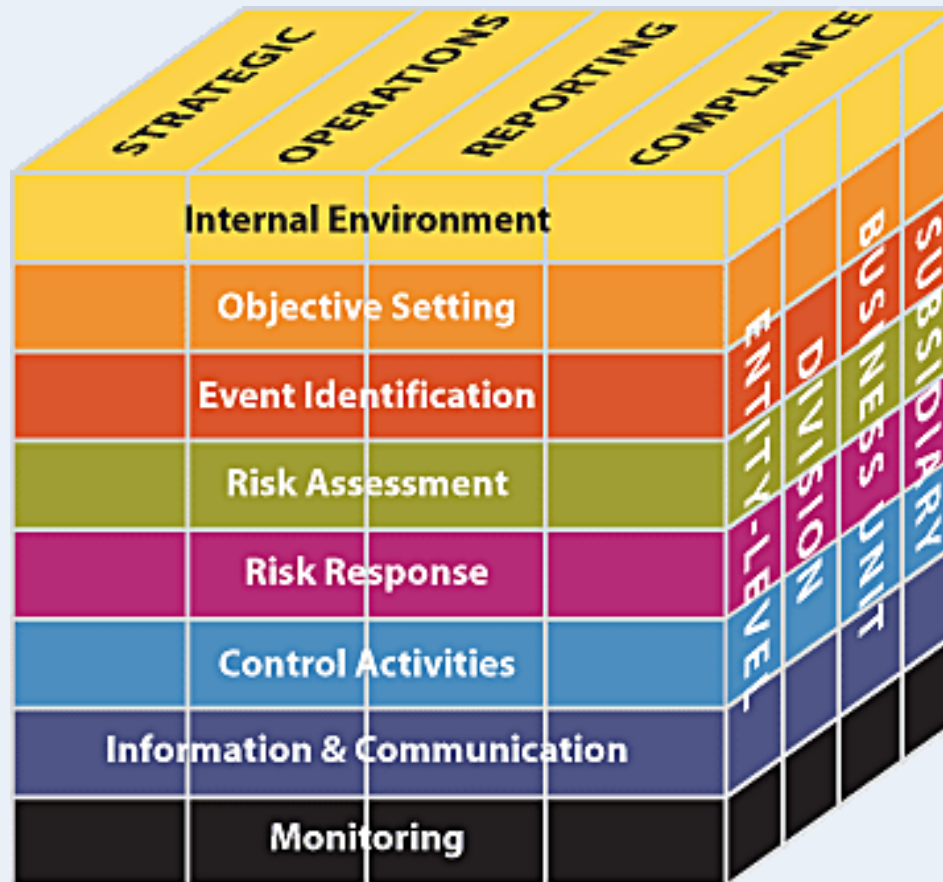 STRATEGIC
OPERATIONS
REPORTING
COMPLIANCE
Internal Environment
Objective Setting
Event Identification
Risk Assessment
Risk Response
Control Activities
Information & Communication
Monitoring
ENTITY-LEVEL
DIVISION
BUSINESS UNIT
SUBSIDIARY